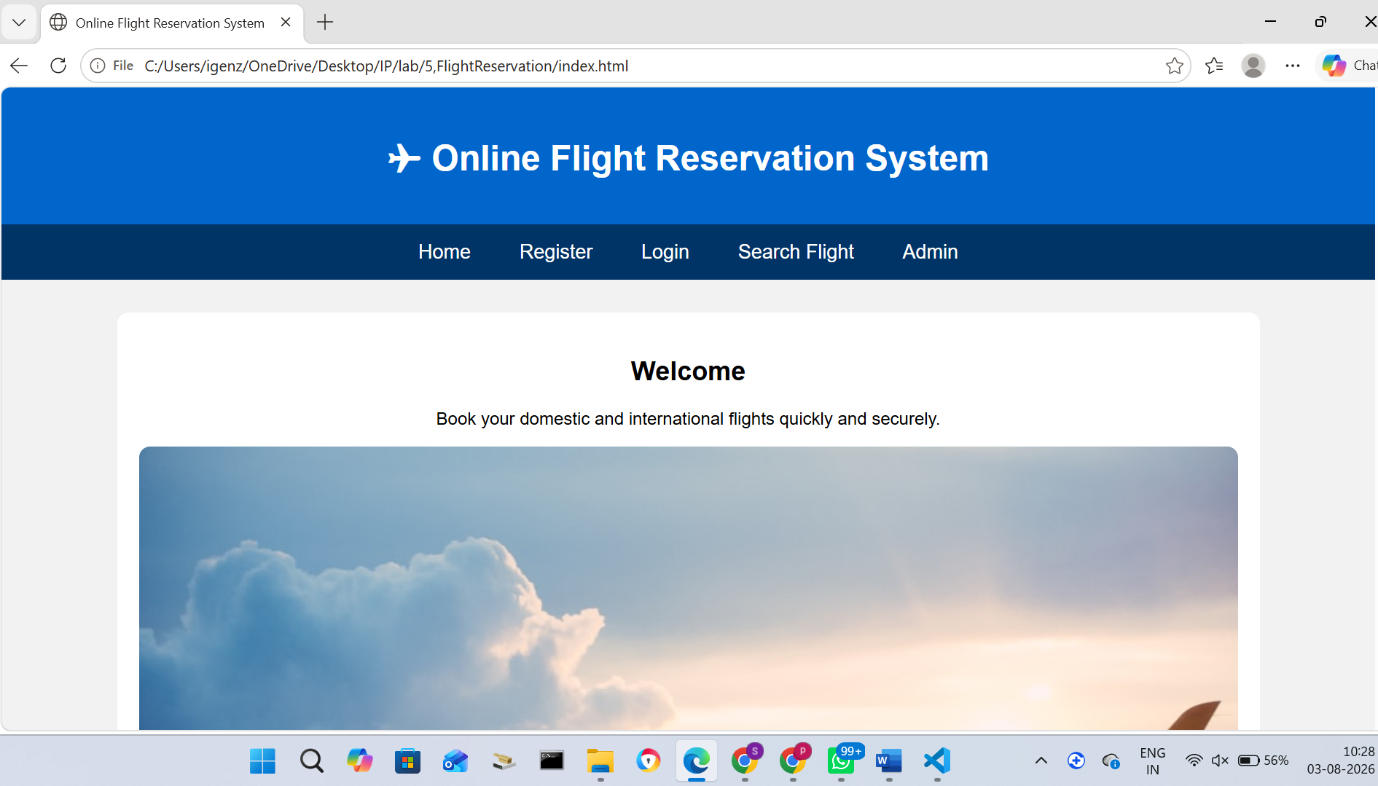 Online Flight Reservation System
File C:/Users/igenz/OneDrive/Desktop/IP/lab/5,FlightReservation/index.html
Chat
Online Flight Reservation System
Home Register Login Search Flight Admin
Welcome
Book your domestic and international flights quickly and securely.
S P 99+
W
ENG
IN
56%
10:28
03-08-2026